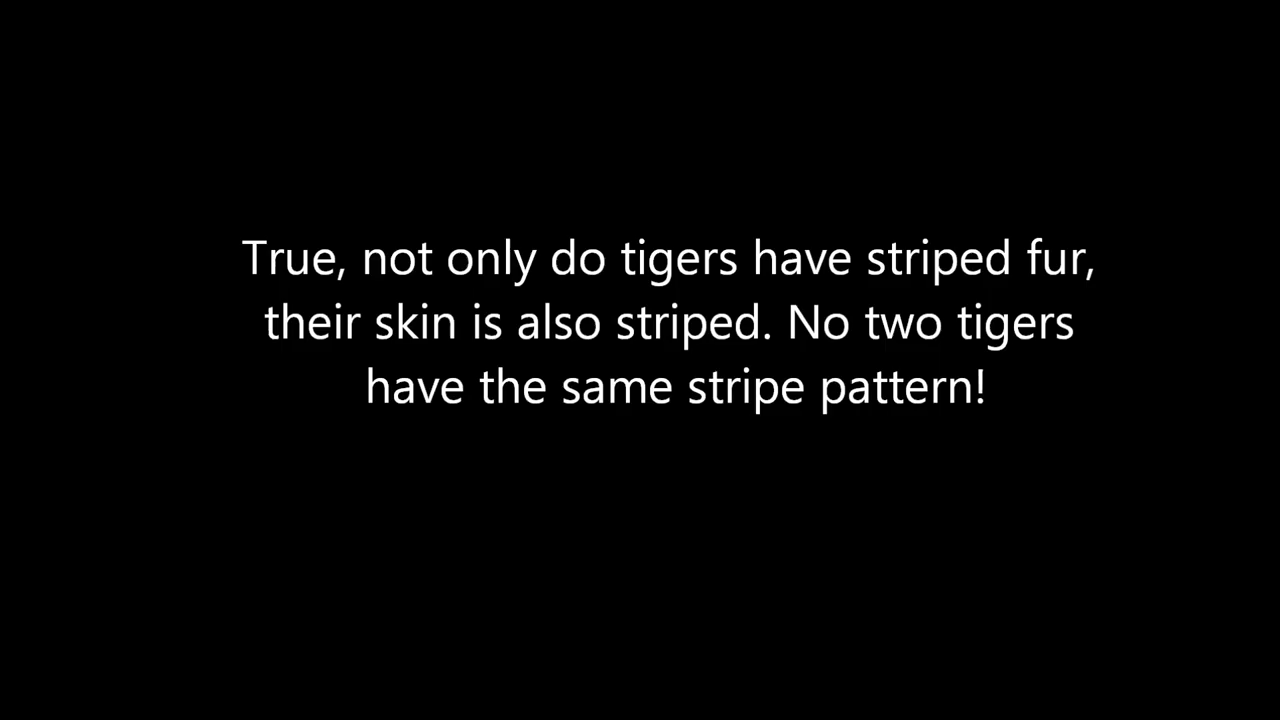 True, not only do tigers have striped fur,
their skin is also striped. No two tigers
have the same stripe pattern!